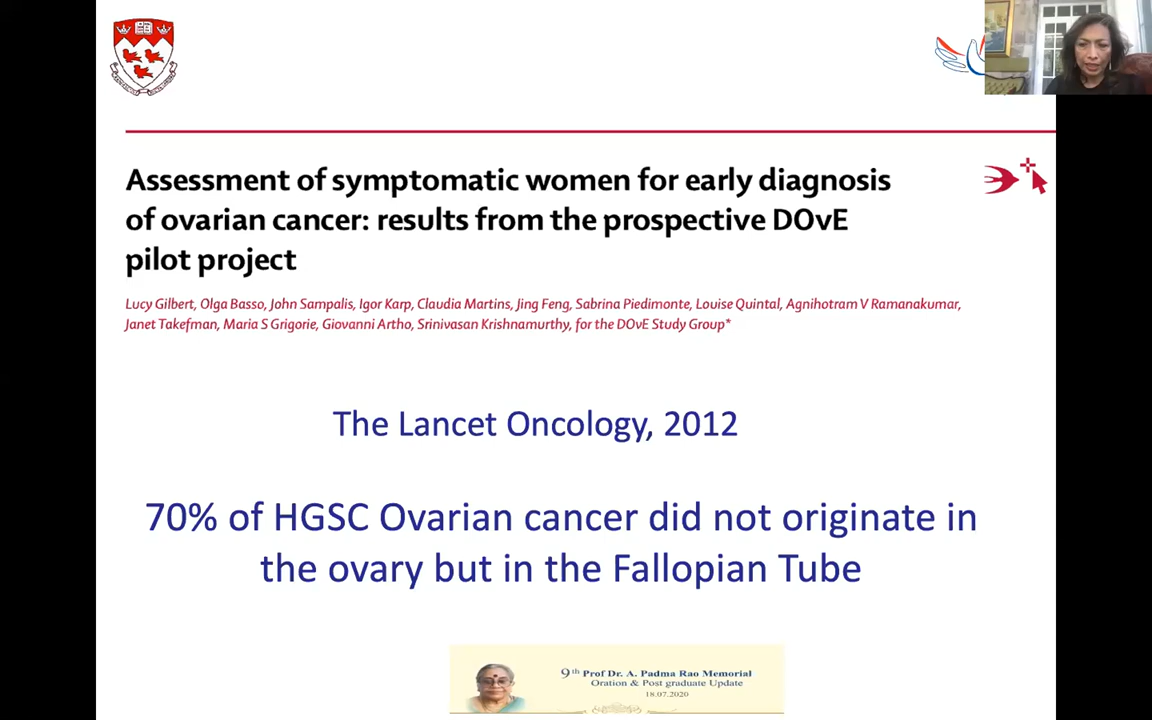 Assessment of symptomatic women for early diagnosis
of ovarian cancer: results from the prospective DOvE
pilot project
Lucy Gilbert, Olga Basso, John Sampalis, Igor Karp, Claudia Martins, Jing Feng, Sabrina Piedimonte, Louise Quintal, Agnihotram V Ramanakumar,
Janet Takefman, Maria S Grigorie, Giovanni Artho, Srinivasan Krishnamurthy, for the DOvE Study Group*
The Lancet Oncology, 2012
70% of HGSC Ovarian cancer did not originate in
the ovary but in the Fallopian Tube
9th Prof Dr. A. Padma Rao Memorial
Oration & Post graduate Update
18.07.2020